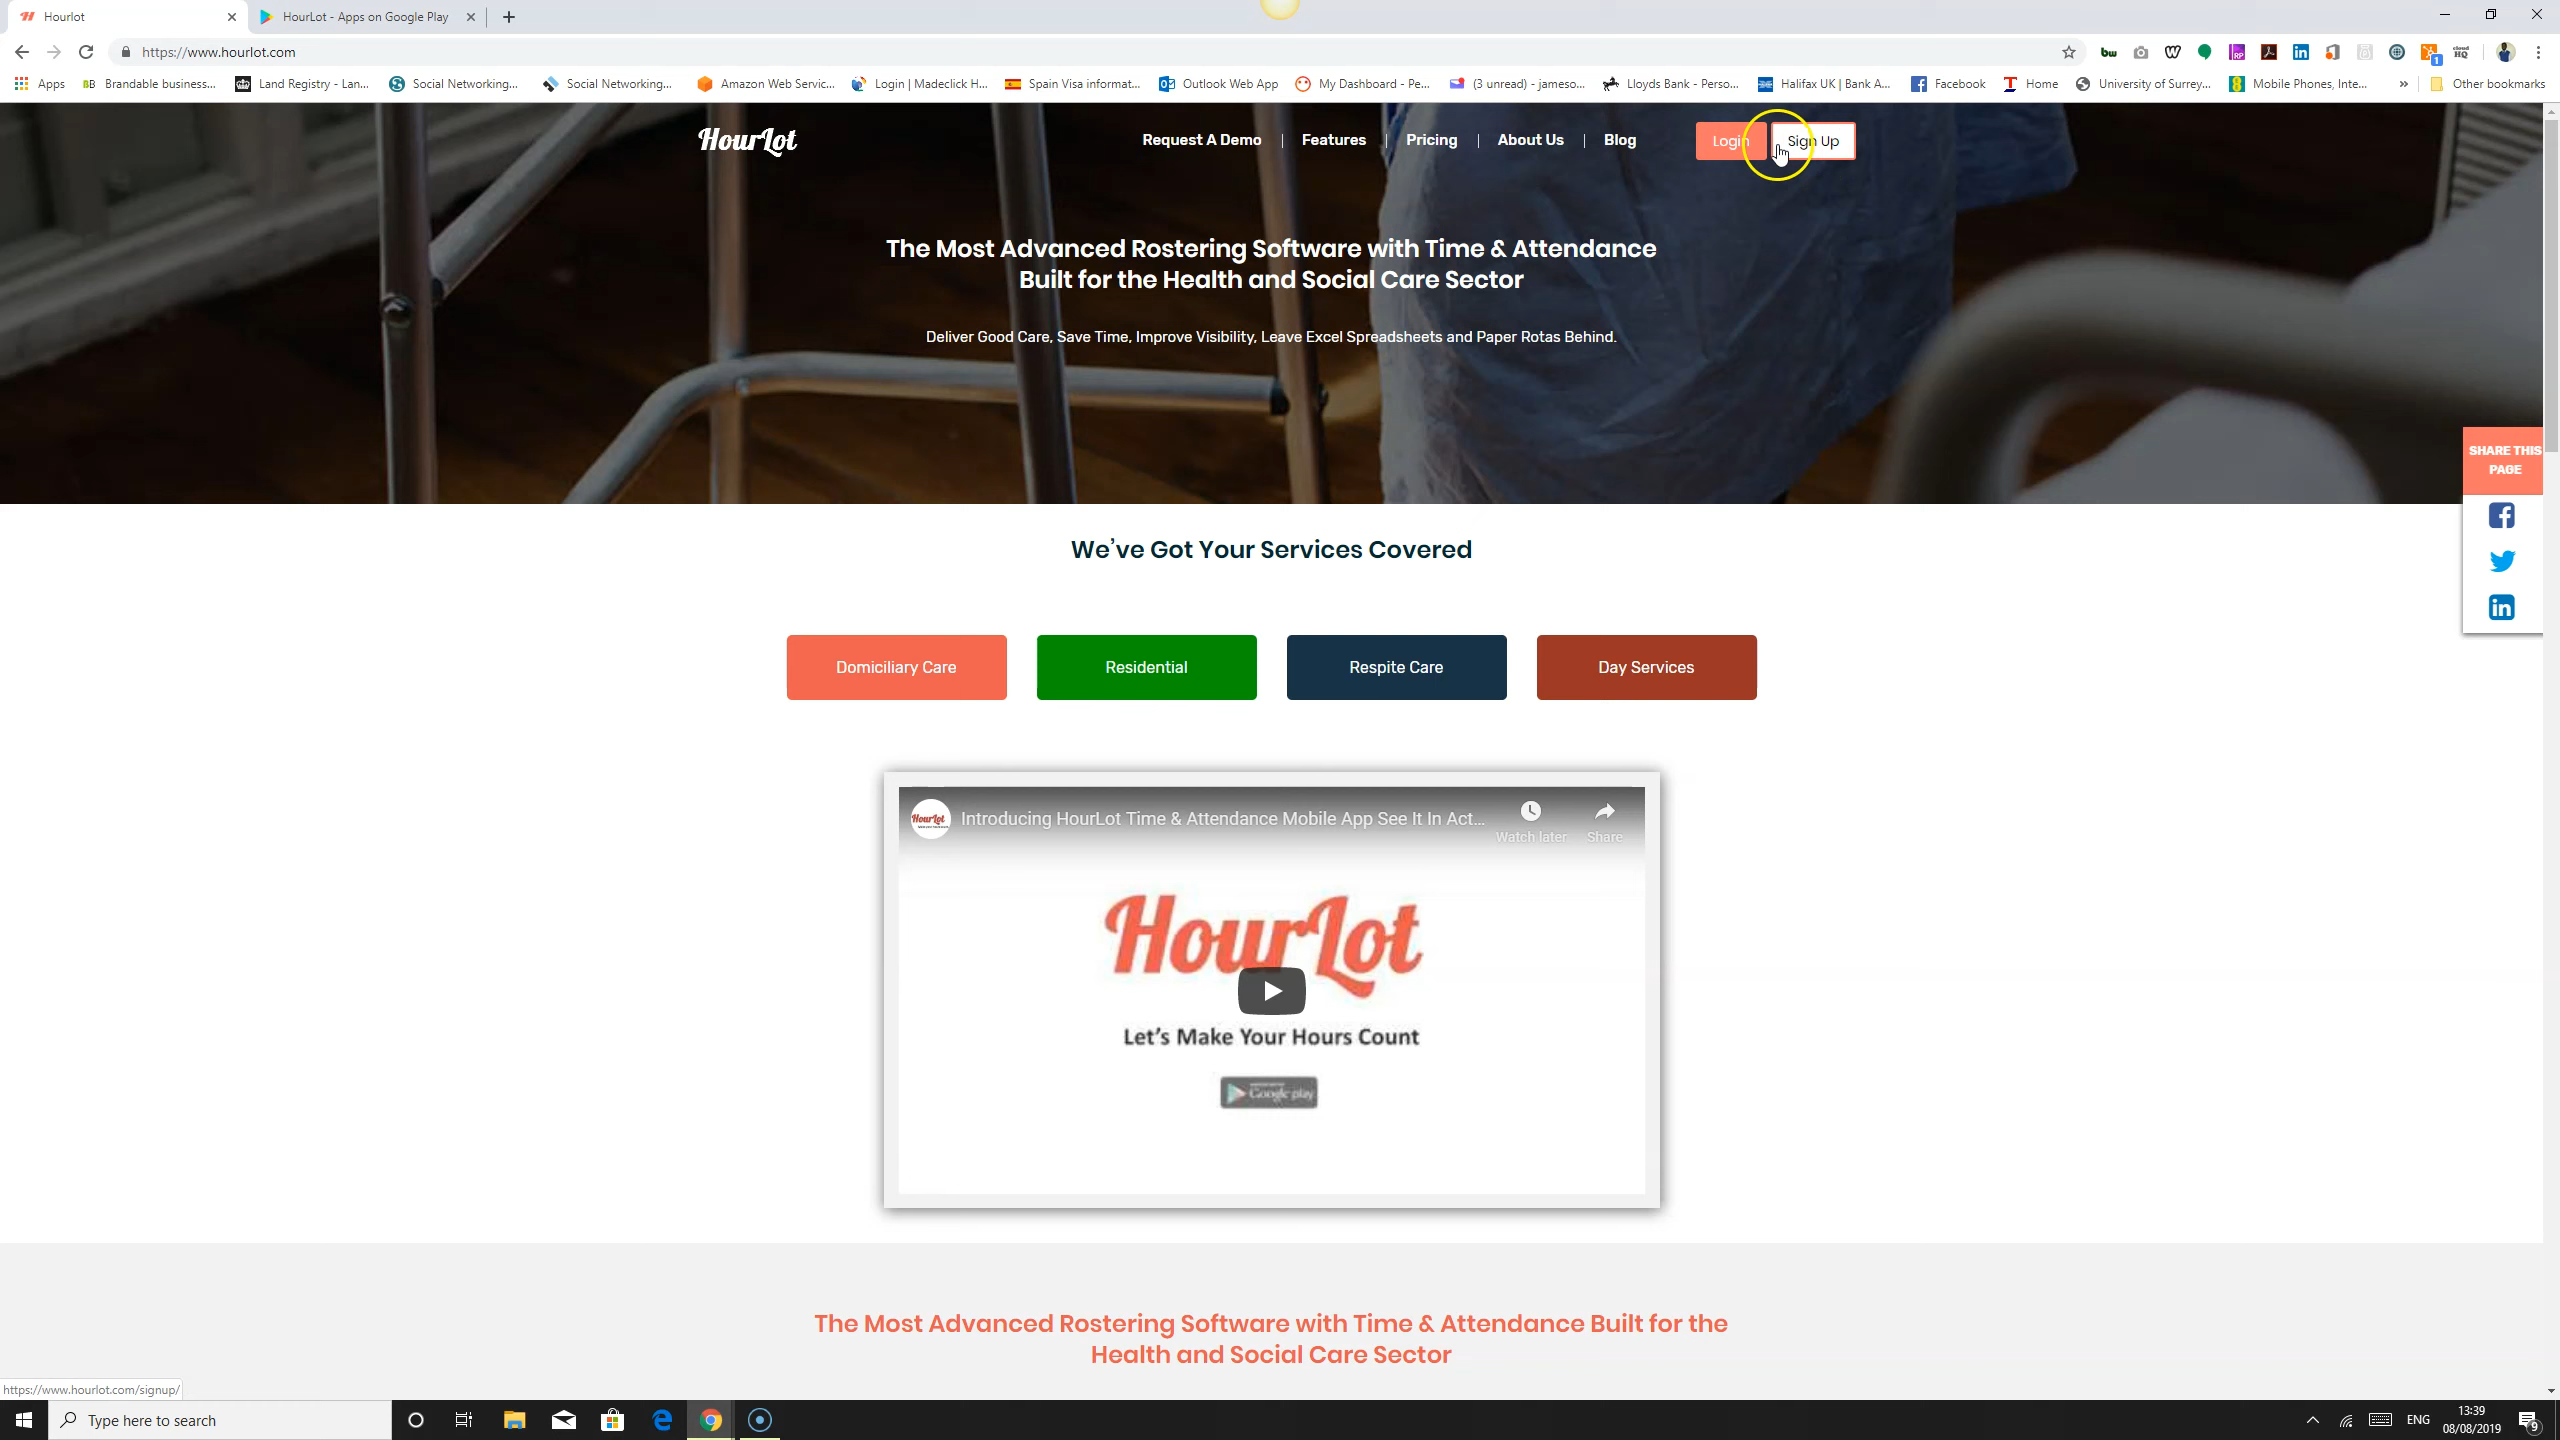 Hourlot
HourLot - Apps on Google Play
https://www.hourlot.com
Apps
Brandable business...
Land Registry - Lan...
Social Networking...
Social Networking...
Amazon Web Servic...
Login | Madeclick H...
Spain Visa informat...
Outlook Web App
My Dashboard - Pe...
(3 unread) - jameso...
Lloyds Bank - Perso...
Halifax UK | Bank A...
Facebook
Home
University of Surrey...
Mobile Phones, Inte...
»
Other bookmarks
HourLot
Request A Demo | Features | Pricing | About Us | Blog
Login
Sign Up
The Most Advanced Rostering Software with Time & Attendance
Built for the Health and Social Care Sector
Deliver Good Care, Save Time, Improve Visibility, Leave Excel Spreadsheets and Paper Rotas Behind.
SHARE THIS
PAGE
We've Got Your Services Covered
Domiciliary Care
Residential
Respite Care
Day Services
HourLot
Introducing HourLot Time & Attendance Mobile App See It In Act...
Watch later
Share
HourLot
Let's Make Your Hours Count
Google play
The Most Advanced Rostering Software with Time & Attendance Built for the
Health and Social Care Sector
https://www.hourlot.com/signup/
Type here to search
ENG
13:39
08/08/2019
9